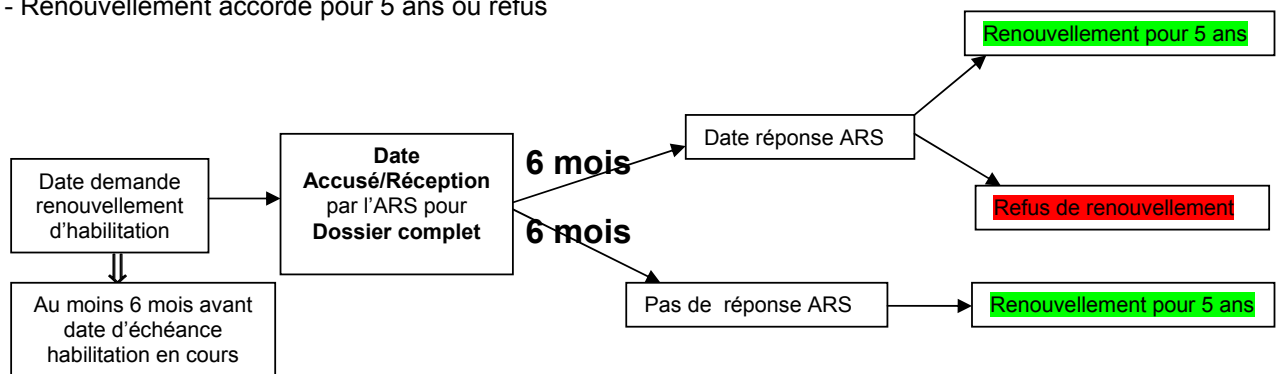 - Renouvellement accordé pour 5 ans ou refus
Renouvellement pour 5 ans
Date réponse ARS
Date
Accusé/Réception
par l'ARS pour
Dossier complet
6 mois
Date demande
renouvellement
d'habilitation
Refus de renouvellement
6 mois
Au moins 6 mois avant
date d'échéance
habilitation en cours
Pas de réponse ARS
Renouvellement pour 5 ans